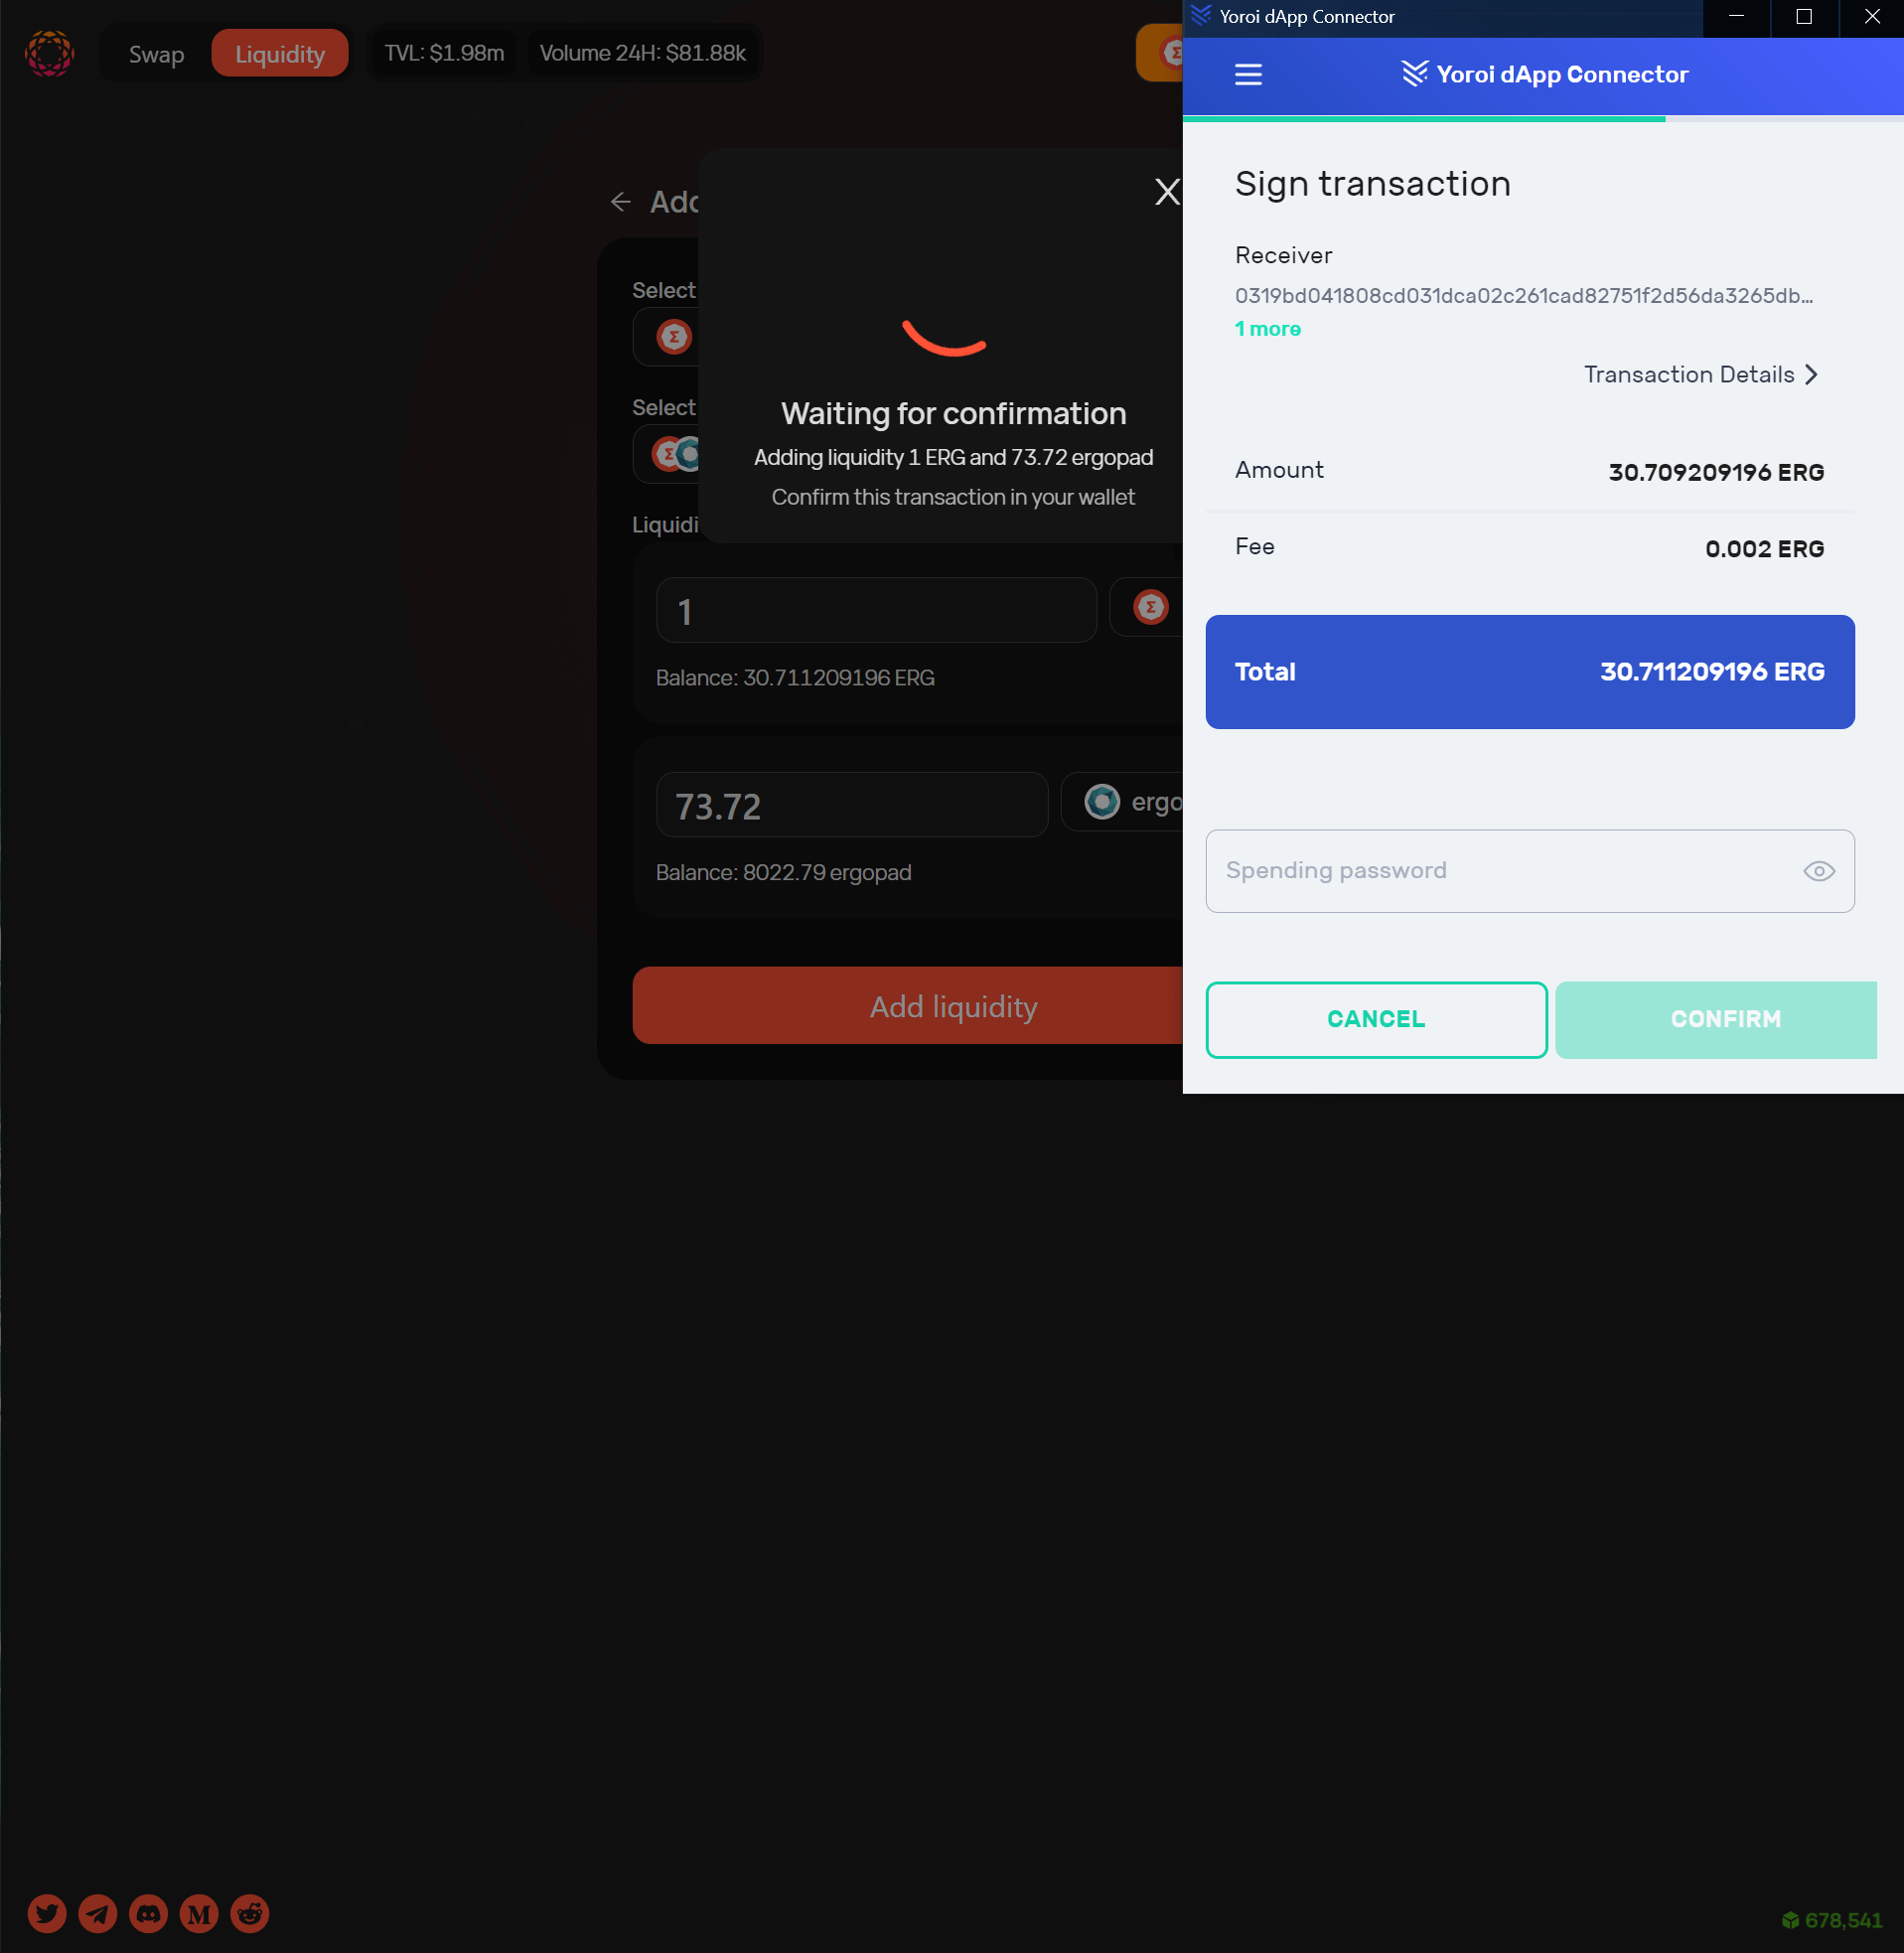 Swap
Liquidity
TVL: $1.98m
Volume 24H: $81.88k
Add
Select
Select
Liquidi
1
Balance: 30.711209196 ERG
73.72
ergo
Balance: 8022.79 ergopad
Add liquidity
X
Waiting for confirmation
Adding liquidity 1 ERG and 73.72 ergopad
Confirm this transaction in your wallet
Yoroi dApp Connector
Yoroi dApp Connector
Sign transaction
Receiver
0319bd041808cd031dca02c261cad82751f2d56da3265db...
1 more
Transaction Details
Amount
30.709209196 ERG
Fee
0.002 ERG
Total
30.711209196 ERG
Spending password
CANCEL
CONFIRM
678,541